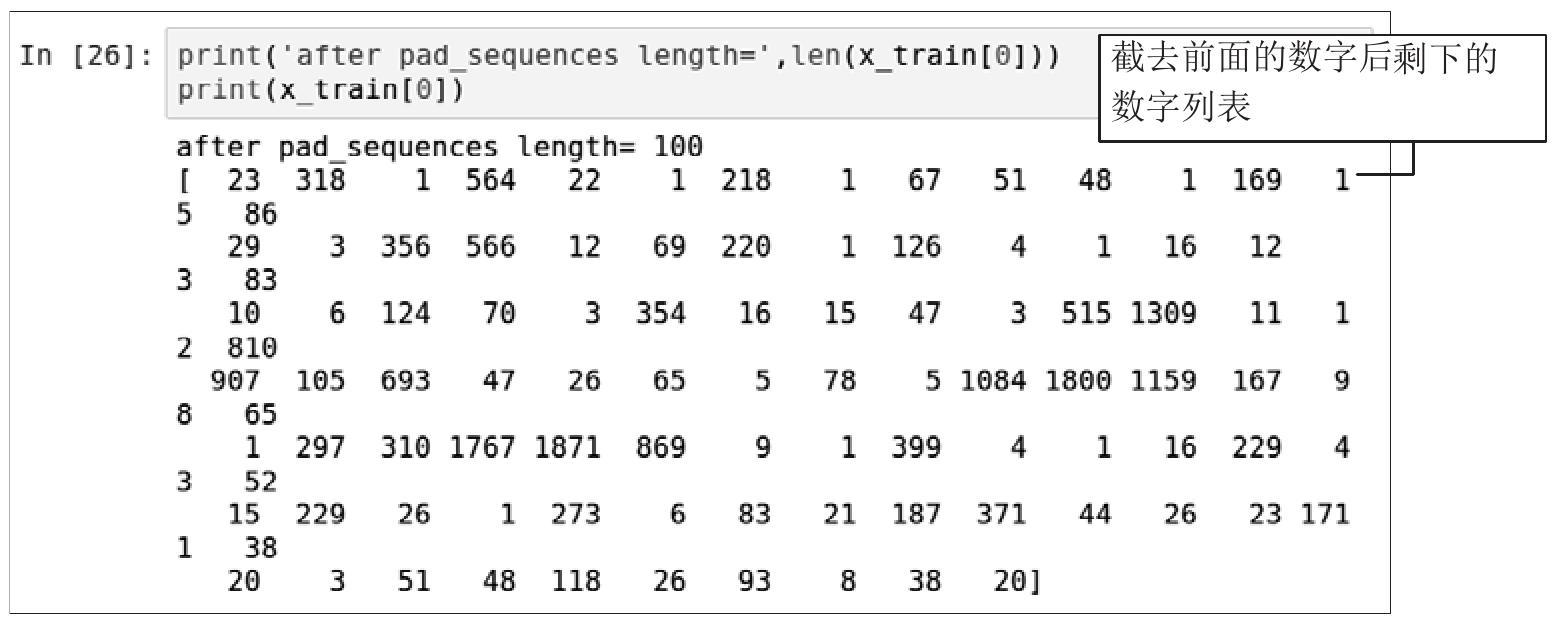 In [26]: print('after pad_sequences length=',len(x_train[0]))
print(x_train[0])
截去前面的数字后剩下的
数字列表
after pad_sequences length= 100
[ 23 318 1 564 22 1 218 1 67 51 48 1 169 1
5 86
29 3 356 566 12 69 220 1 126 4 1 16 12
3 83
10 6 124 70 3 354 16 15 47 3 515 1309 11 1
2 810
907 105 693 47 26 65 5 78 5 1084 1800 1159 167 9
8 65
1 297 310 1767 1871 869 9 1 399 4 1 16 229 4
3 52
15 229 26 1 273 6 83 21 187 371 44 26 23 171
1 38
20 3 51 48 118 26 93 8 38 20]